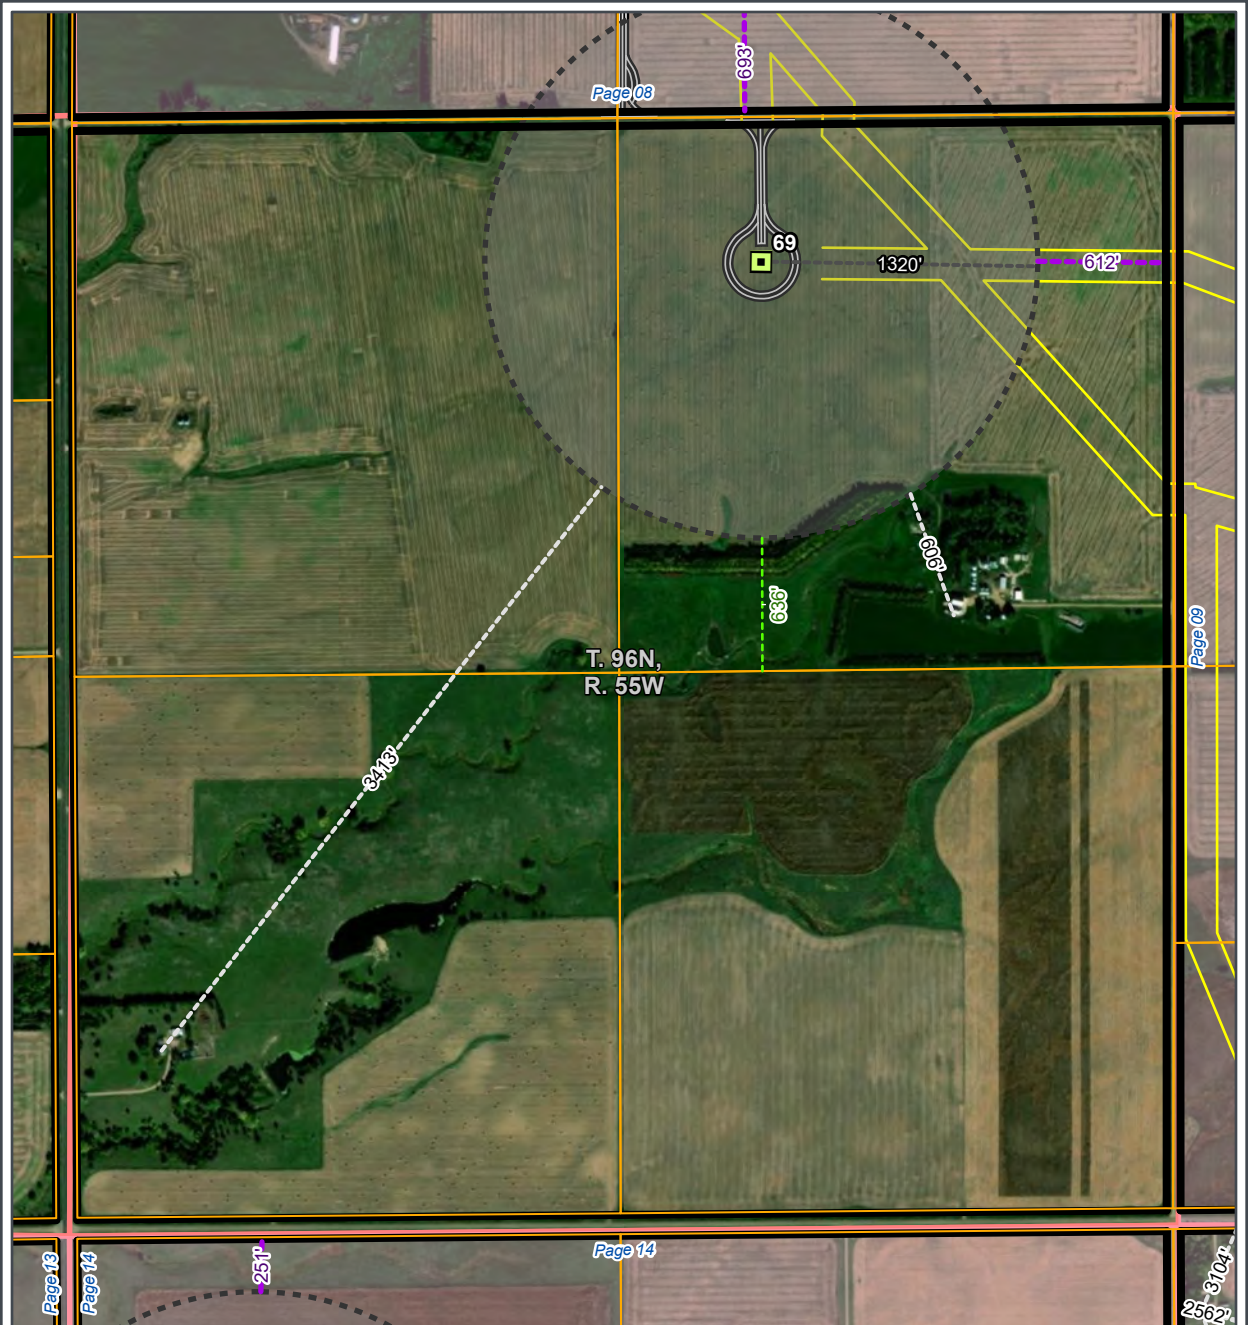 693'
Page 08
69
1320'
612'
606'
636'
Page 09
T. 96N,
R. 55W
3413'
Page 13
Page 14
251'
Page 14
3104'
2562'